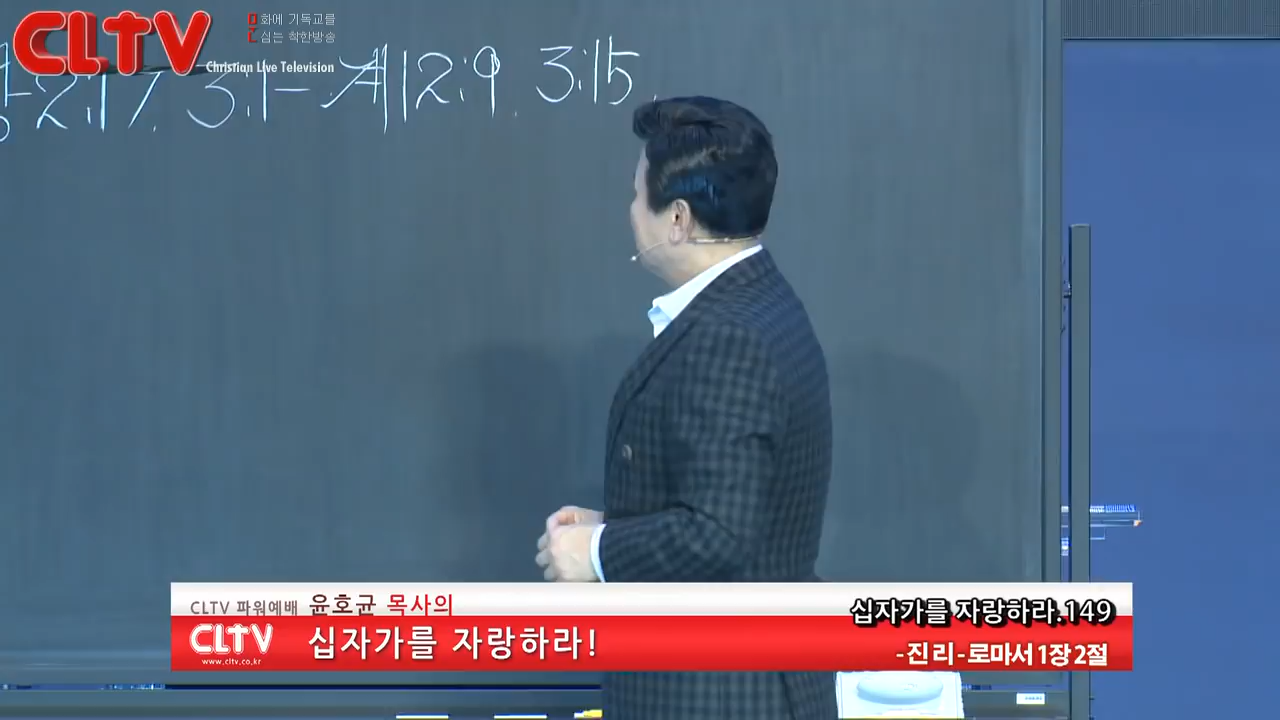 CLTV
문화에 기독교를
심는 착한방송
Christian Live Television
2:17, 3:1-계12:9, 3:15,
CLTV 파워예배 윤호균 목사의
십자가를 자랑하라.149
CLTV
www.cltv.co.kr
십자가를 자랑하라!
-진리-로마서 1장 2절